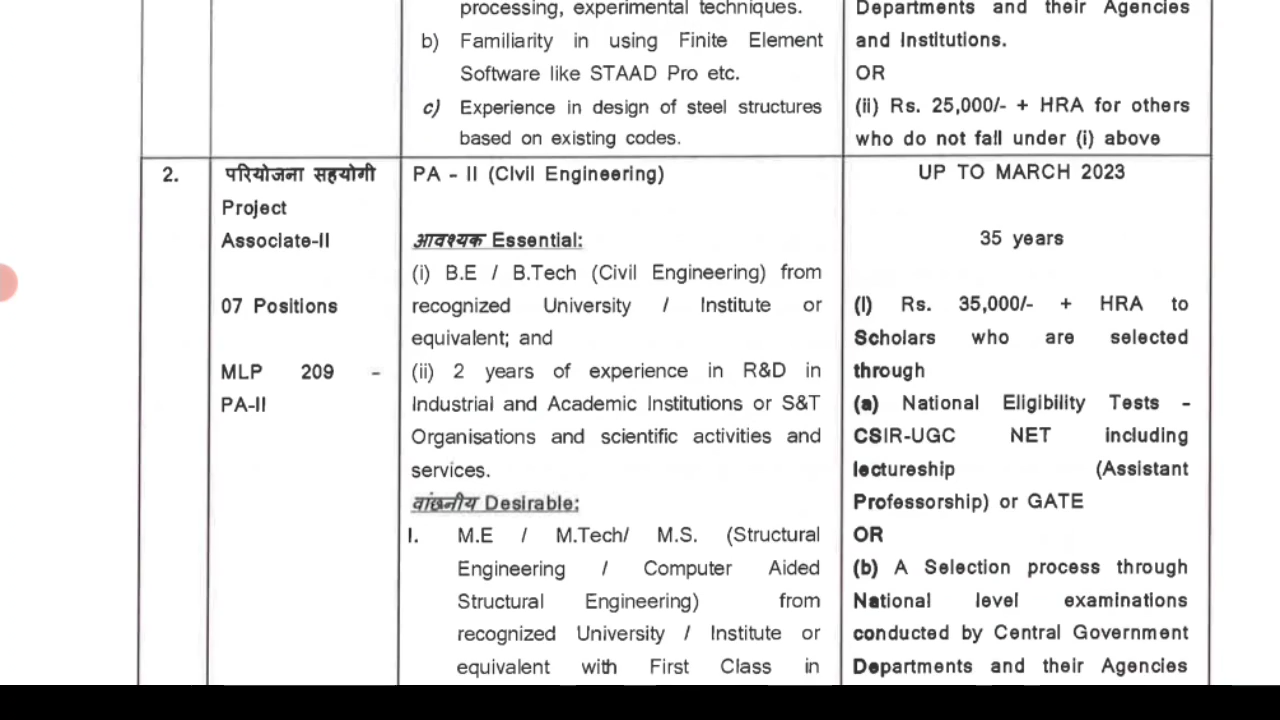 processing, experimental techniques.
b) Familiarity in using Finite Element
Software like STAAD Pro etc.
c) Experience in design of steel structures
based on existing codes.
Departments and their Agencies
and Institutions.
OR
(ii) Rs. 25,000/- + HRA for others
who do not fall under (i) above
2.
परियोजना सहयोगी
Project
Associate-II
07 Positions
MLP 209 -
PA-II
PA - II (Civil Engineering)
आवश्यक Essential:
(i) B.E / B.Tech (Civil Engineering) from
recognized University / Institute or
equivalent; and
(ii) 2 years of experience in R&D in
Industrial and Academic Institutions or S&T
Organisations and scientific activities and
services.
वांछनीय Desirable:
I. M.E / M.Tech/ M.S. (Structural
Engineering / Computer Aided
Structural Engineering) from
recognized University / Institute or
equivalent with First Class in
UP TO MARCH 2023
35 years
(I) Rs. 35,000/- + HRA to
Scholars who are selected
through
(a) National Eligibility Tests -
CSIR-UGC NET including
lectureship (Assistant
Professorship) or GATE
OR
(b) A Selection process through
National level examinations
conducted by Central Government
Departments and their Agencies